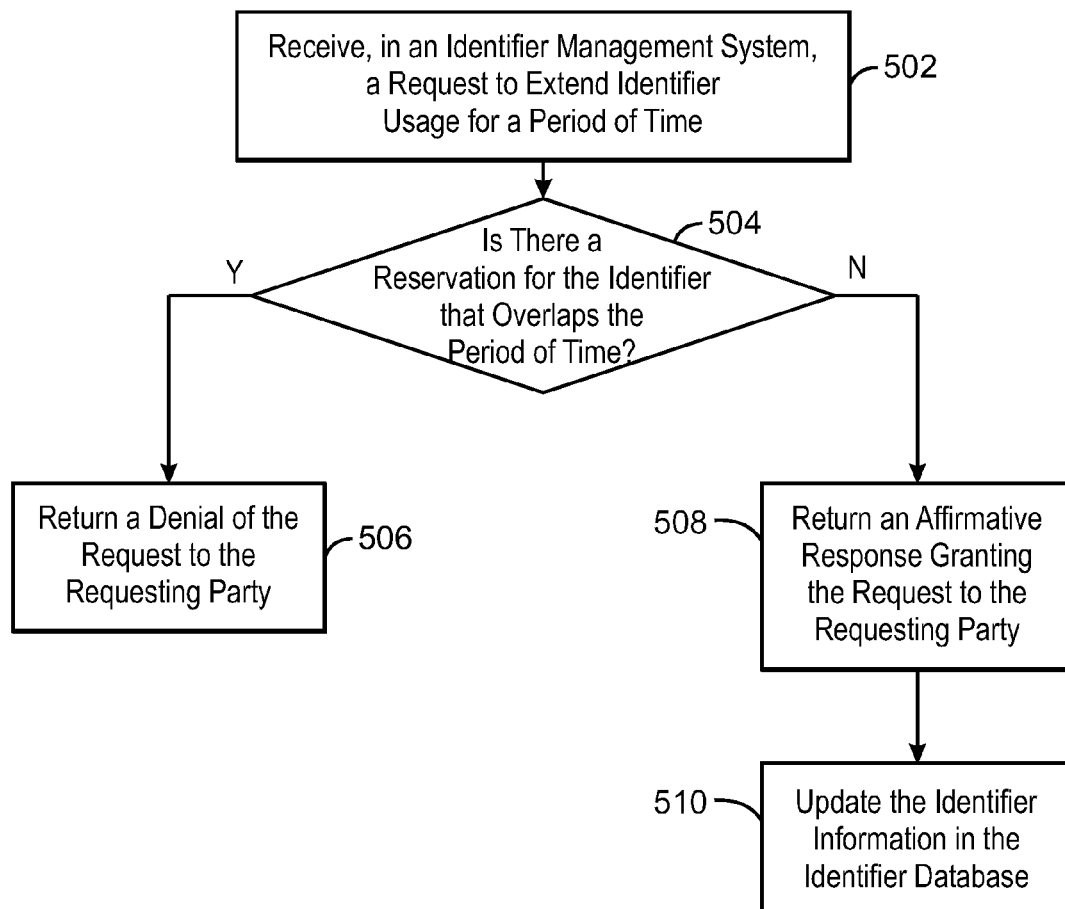 Receive, in an Identifier Management System,
a Request to Extend Identifier
Usage for a Period of Time
502
504
Is There a
Reservation for the Identifier
that Overlaps the
Period of Time?
Y
N
Return a Denial of the
Request to the
Requesting Party
506
508
Return an Affirmative
Response Granting
the Request to the
Requesting Party
510
Update the Identifier
Information in the
Identifier Database